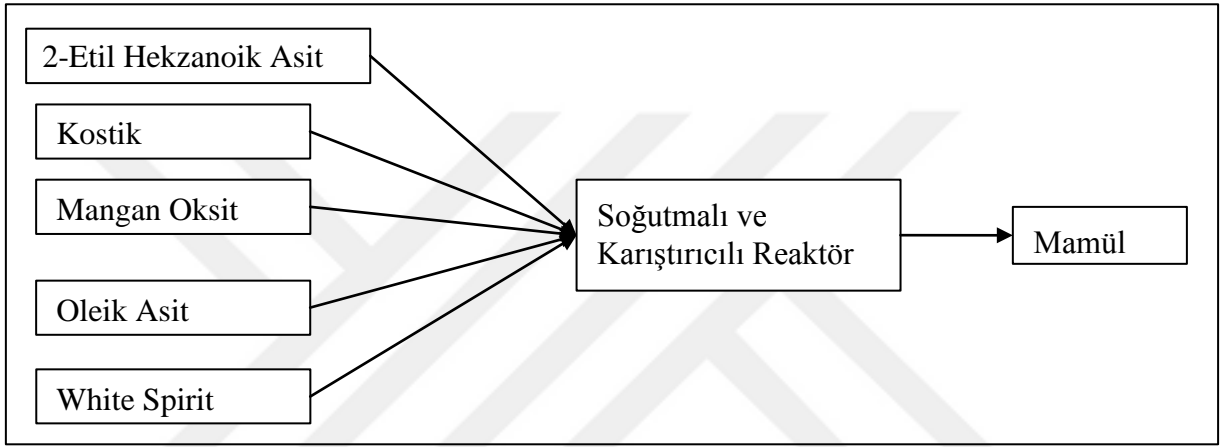 2-Etil Hekzanoik Asit
Kostik
Mangan Oksit
Oleik Asit
White Spirit
Soğutmalı ve
Karıştırıcılı Reaktör
Mamül